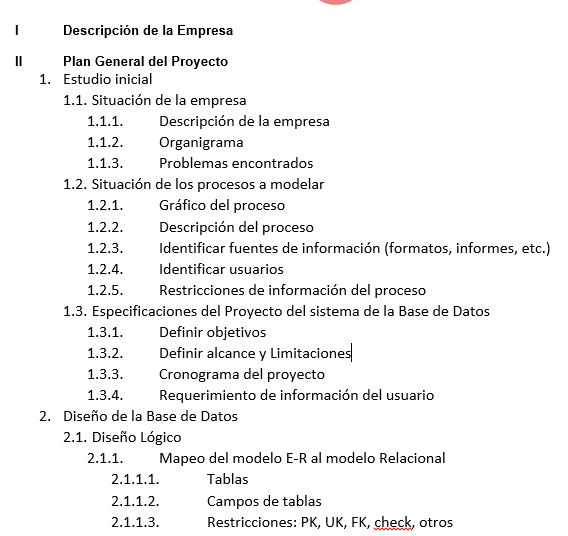 I Descripción de la Empresa
II Plan General del Proyecto
1. Estudio inicial
1.1. Situación de la empresa
1.1.1. Descripción de la empresa
1.1.2. Organigrama
1.1.3. Problemas encontrados
1.2. Situación de los procesos a modelar
1.2.1. Gráfico del proceso
1.2.2. Descripción del proceso
1.2.3. Identificar fuentes de información (formatos, informes, etc.)
1.2.4. Identificar usuarios
1.2.5. Restricciones de información del proceso
1.3. Especificaciones del Proyecto del sistema de la Base de Datos
1.3.1. Definir objetivos
1.3.2. Definir alcance y Limitaciones
1.3.3. Cronograma del proyecto
1.3.4. Requerimiento de información del usuario
2. Diseño de la Base de Datos
2.1. Diseño Lógico
2.1.1. Mapeo del modelo E-R al modelo Relacional
2.1.1.1. Tablas
2.1.1.2. Campos de tablas
2.1.1.3. Restricciones: PK, UK, FK, check, otros